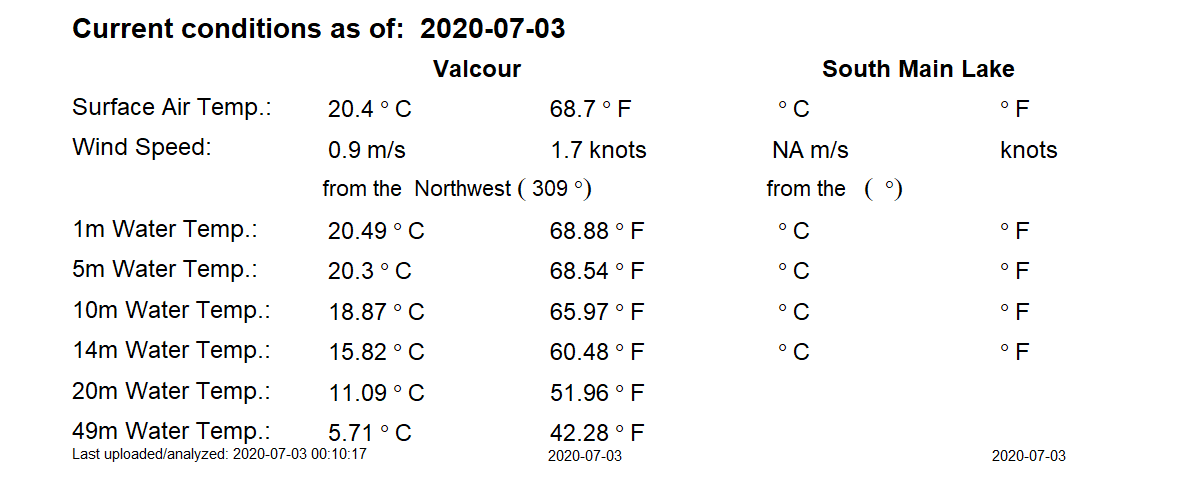 Current conditions as of: 2020-07-03
Valcour South Main Lake
Surface Air Temp.: 20.4 ° C 68.7 ° F ° C ° F
Wind Speed: 0.9 m/s 1.7 knots NA m/s knots
from the Northwest ( 309 °) from the ( °)
1m Water Temp.: 20.49 ° C 68.88 ° F ° C ° F
5m Water Temp.: 20.3 ° C 68.54 ° F ° C ° F
10m Water Temp.: 18.87 ° C 65.97 ° F ° C ° F
14m Water Temp.: 15.82 ° C 60.48 ° F ° C ° F
20m Water Temp.: 11.09 ° C 51.96 ° F
49m Water Temp.: 5.71 ° C 42.28 ° F
Last uploaded/analyzed: 2020-07-03 00:10:17 2020-07-03 2020-07-03